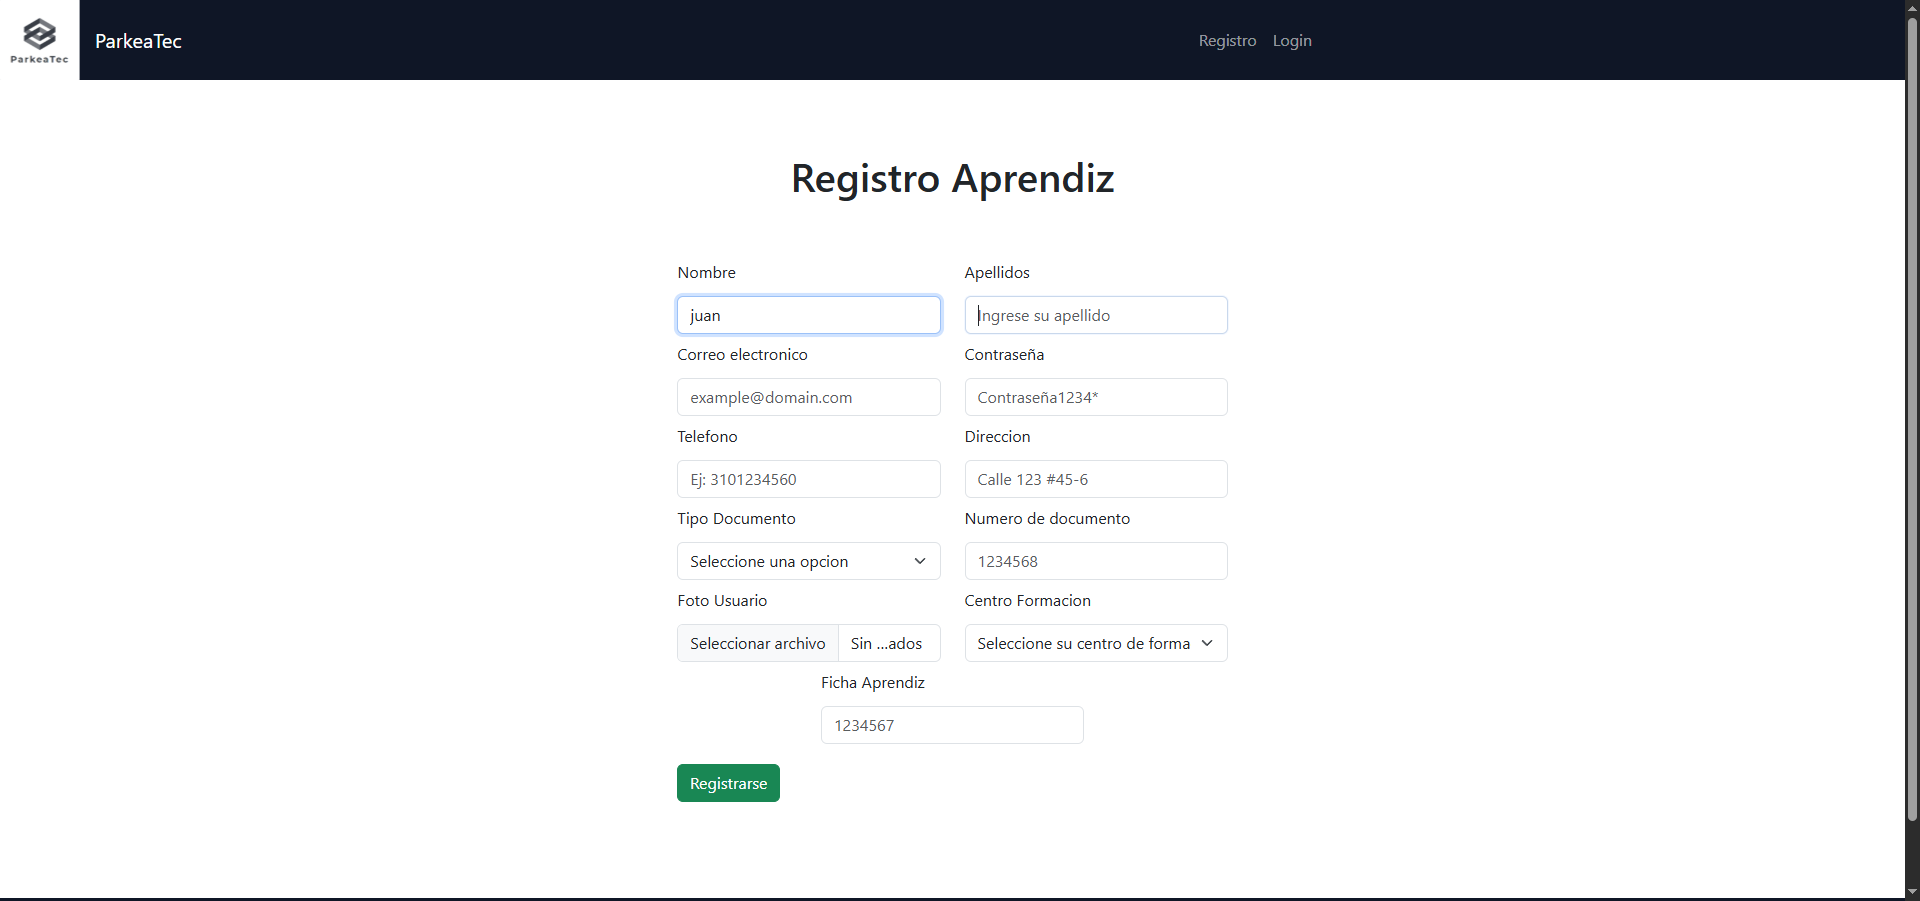 ParkeaTec
ParkeaTec
Registro Login
Registro Aprendiz
Nombre
Apellidos
juan
Ingrese su apellido
Correo electronico
Contraseña
example@domain.com
Contraseña1234*
Telefono
Direccion
Ej: 3101234560
Calle 123 #45-6
Tipo Documento
Numero de documento
Seleccione una opcion
1234568
Foto Usuario
Centro Formacion
Seleccionar archivo Sin ...ados
Seleccione su centro de forma
Ficha Aprendiz
1234567
Registrarse